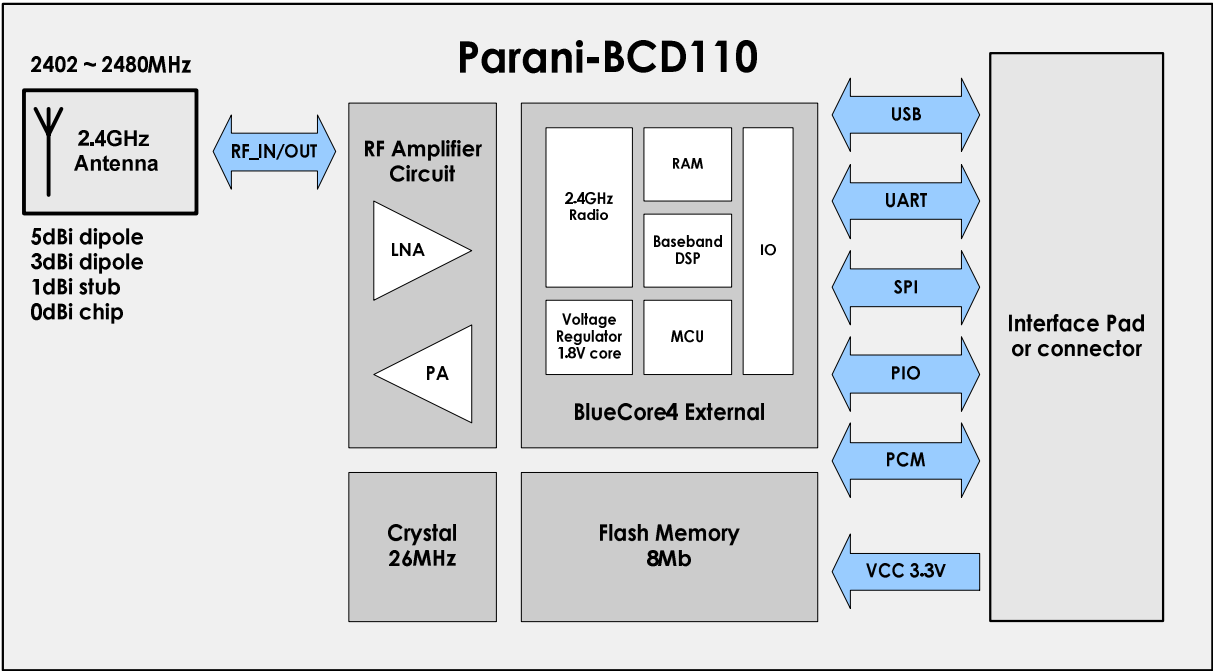 Parani-BCD110
2402 ~ 2480MHz
2.4GHz
Antenna
5dBi dipole
3dBi dipole
1dBi stub
0dBi chip
RF_IN/OUT
RF Amplifier
Circuit
LNA
PA
2.4GHz
Radio
RAM
Baseband
DSP
IO
Voltage
Regulator
1.8V core
MCU
BlueCore4 External
Crystal
26MHz
Flash Memory
8Mb
USB
UART
SPI
PIO
PCM
VCC 3.3V
Interface Pad
or connector